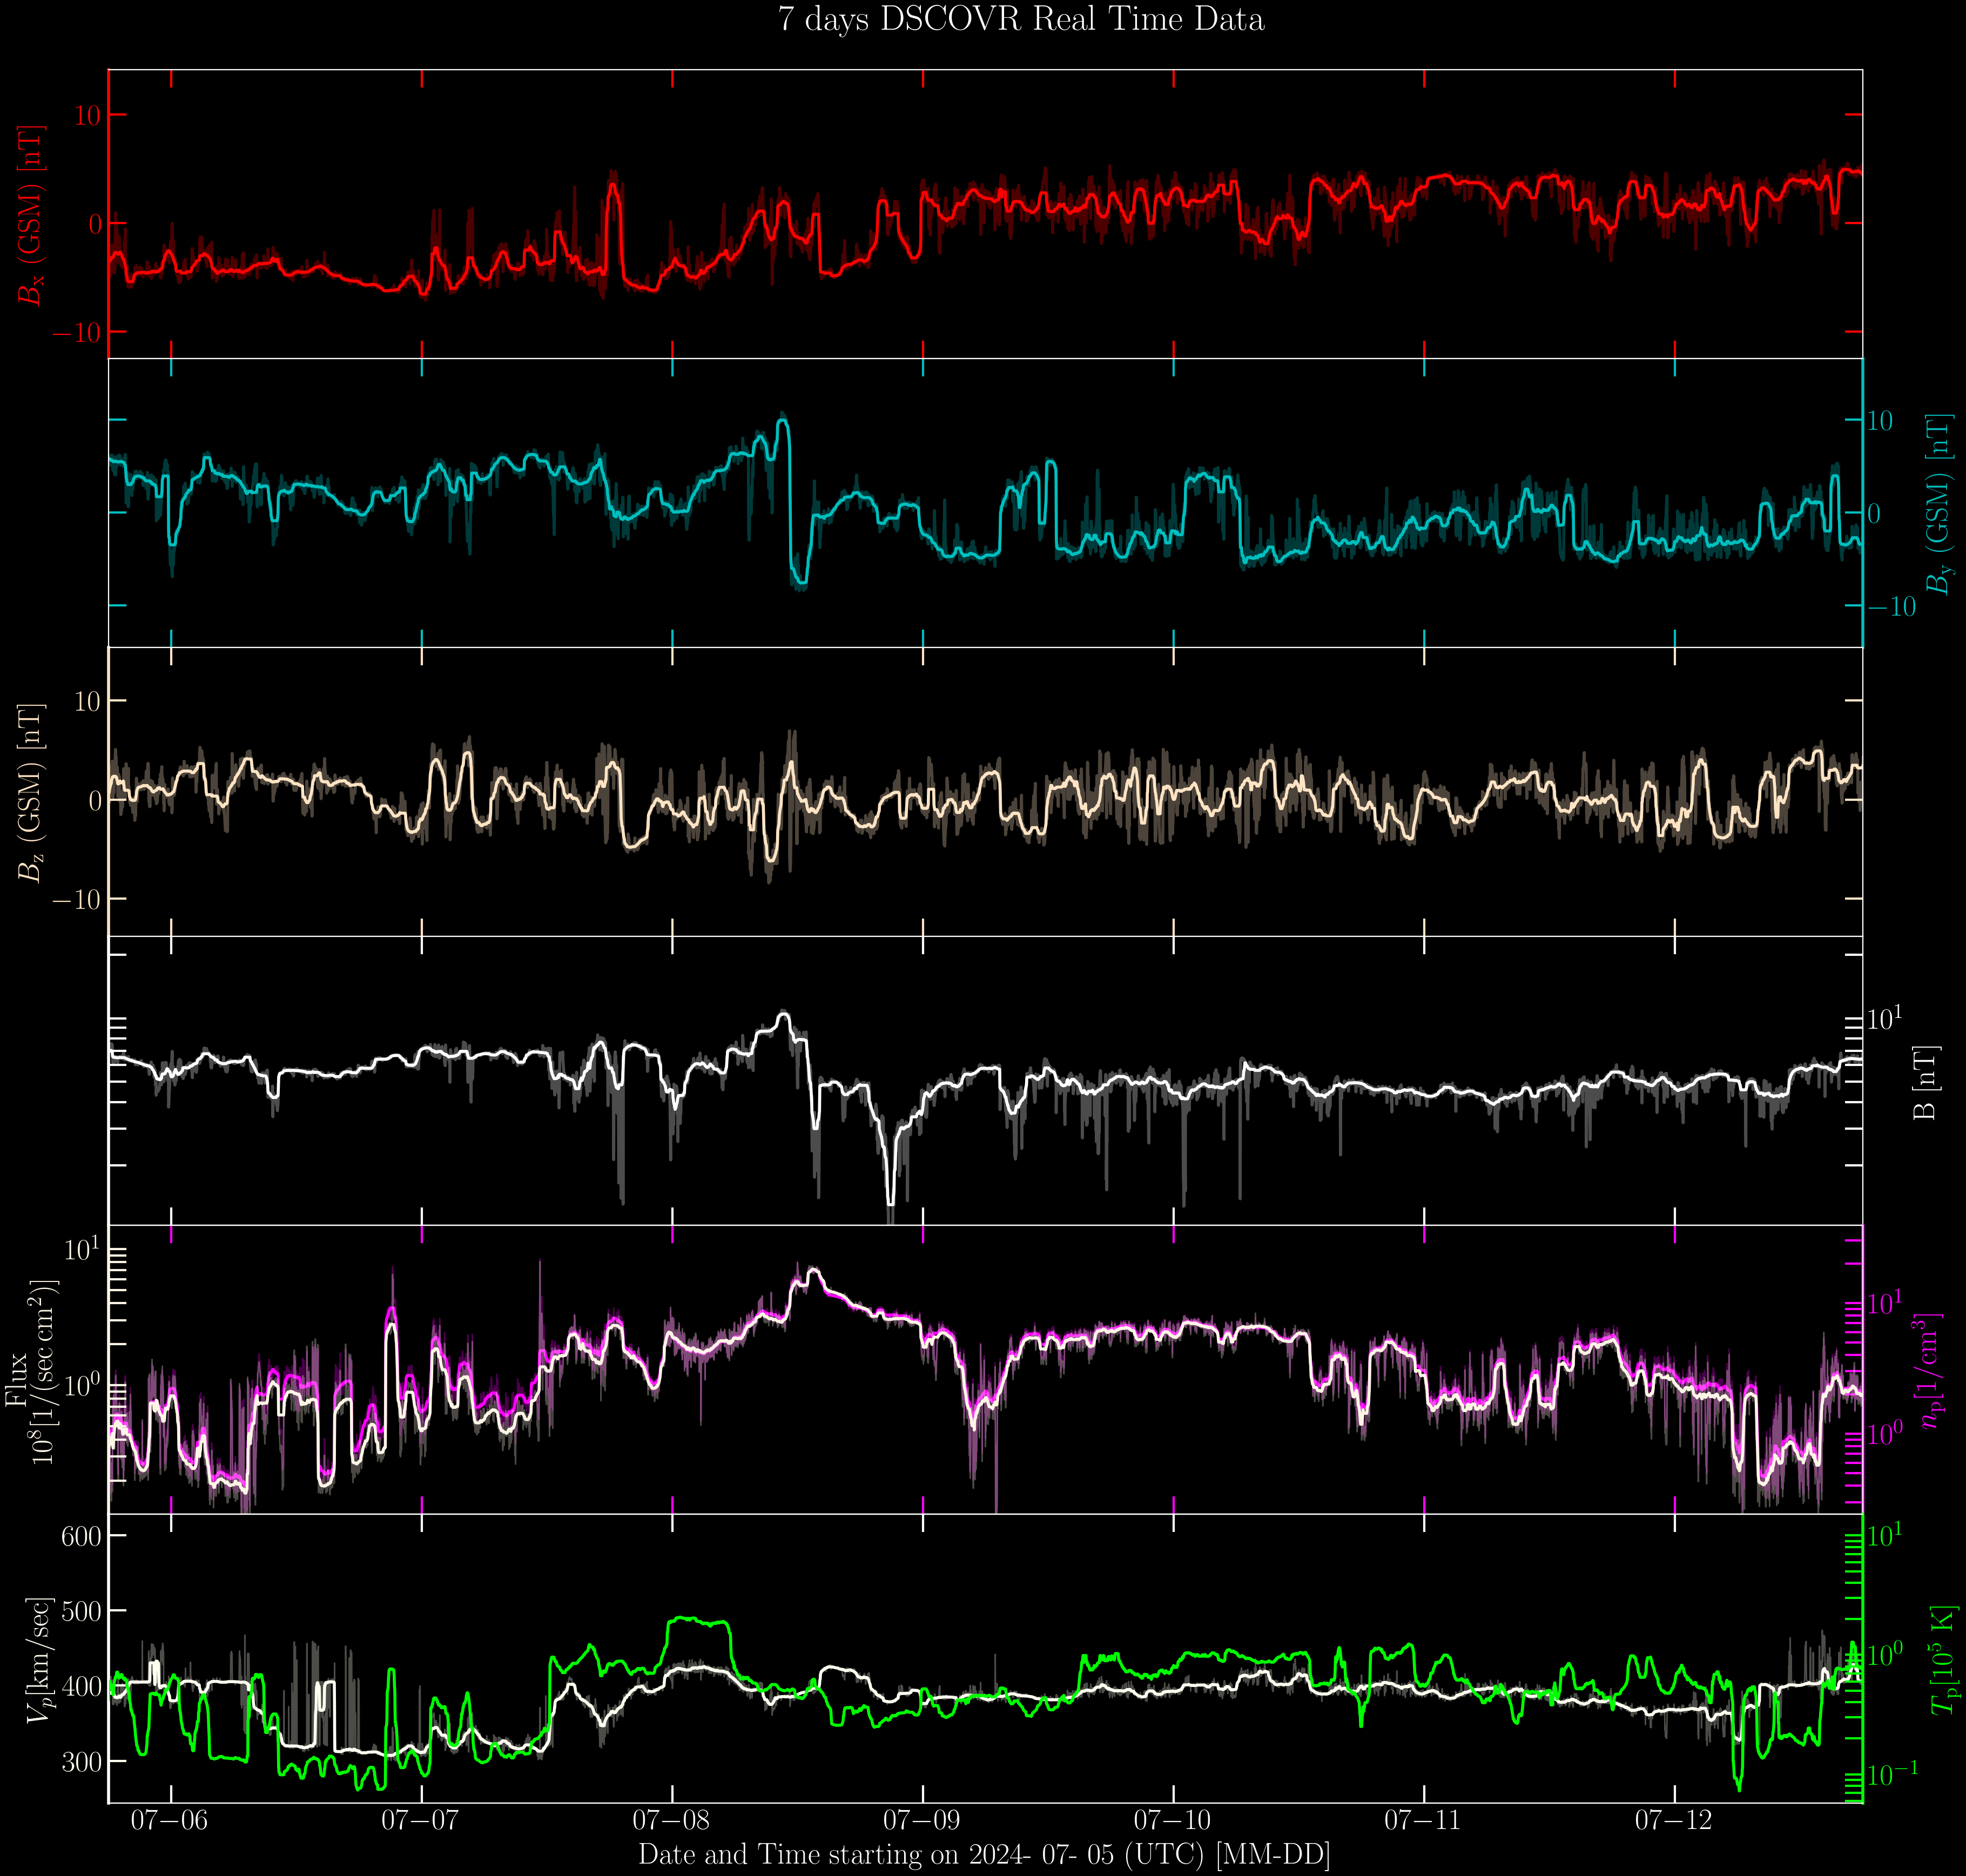 7 days DSCOVR Real Time Data
10
0
−10
Bx (GSM) [nT]
10
0
−10
By (GSM) [nT]
10
0
−10
Bz (GSM) [nT]
10¹
B [nT]
10¹
10⁰
Flux
10⁸[1/(sec cm²)]
10¹
10⁰
np[1/cm³]
600
500
400
300
Vp[km/sec]
10¹
10⁰
10⁻¹
Tp[10⁵ K]
07−06 07−07 07−08 07−09 07−10 07−11 07−12
Date and Time starting on 2024- 07- 05 (UTC) [MM-DD]